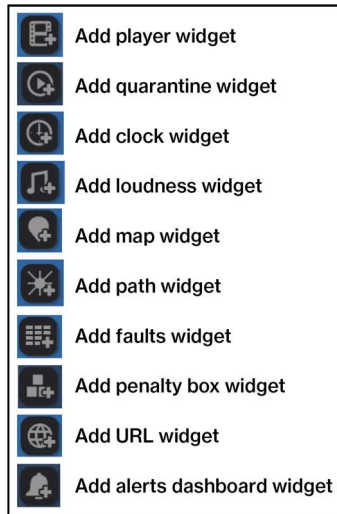 Add player widget
Add quarantine widget
Add clock widget
Add loudness widget
Add map widget
Add path widget
Add faults widget
Add penalty box widget
Add URL widget
Add alerts dashboard widget